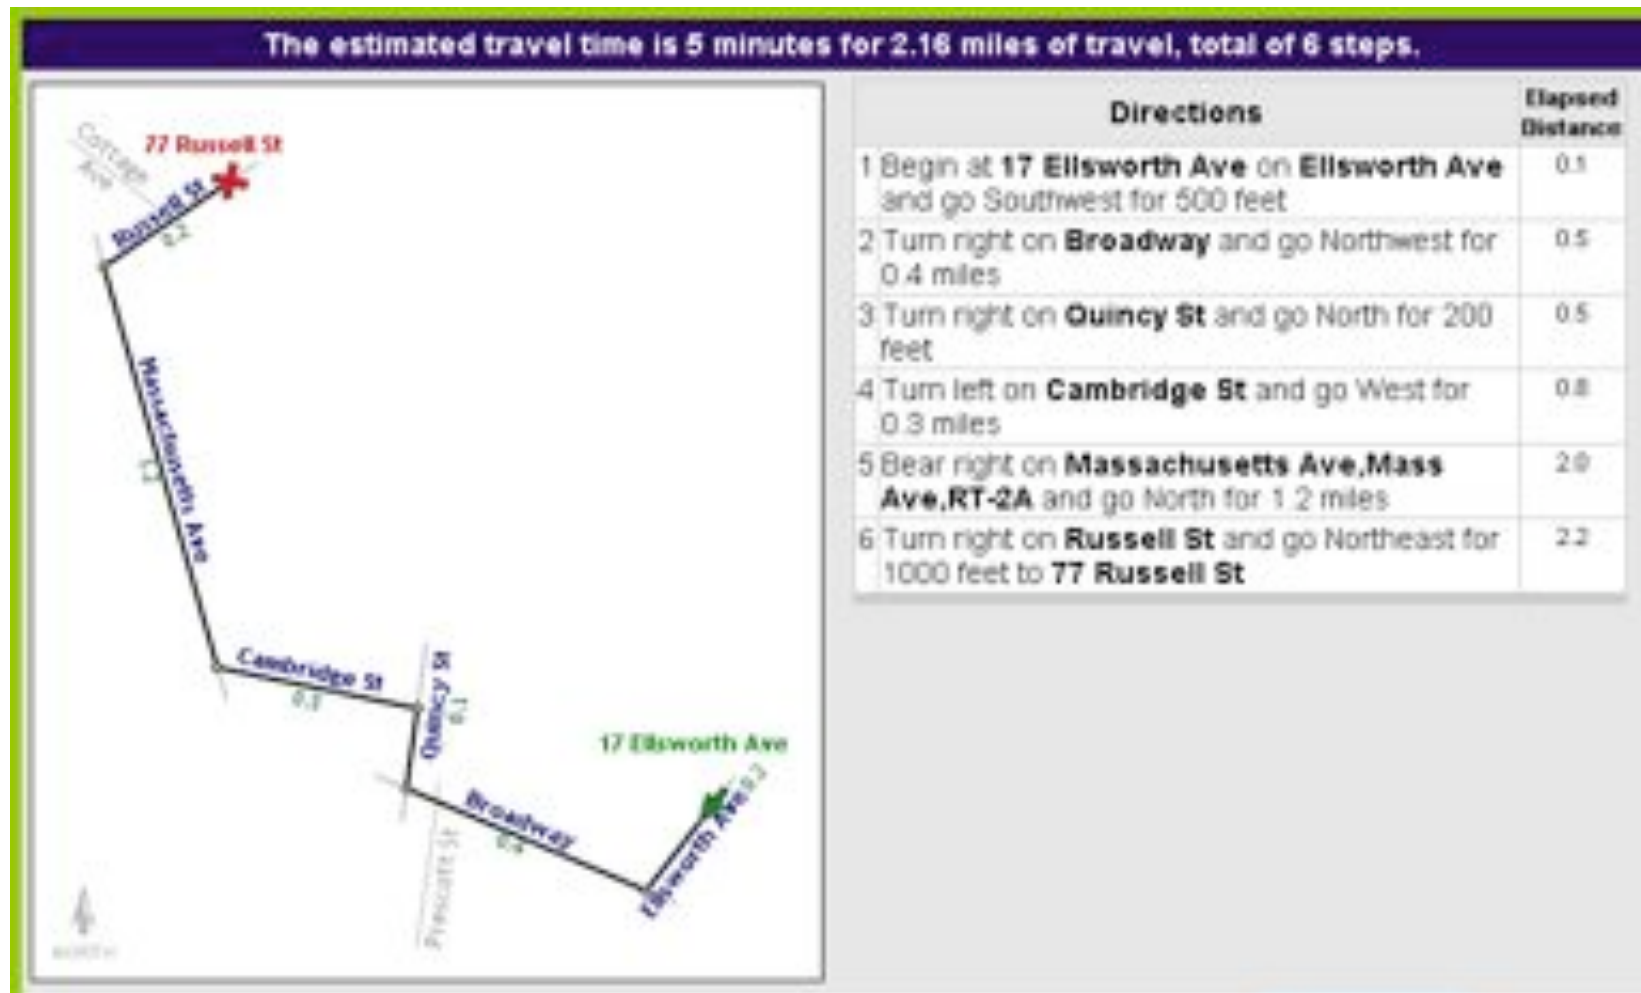 The estimated travel time is 5 minutes for 2.16 miles of travel, total of 6 steps.
Cottage
Ave
77 Russell St
Russell St
0.2
Massachusetts Ave
1.2
Cambridge St
0.3
Quincy St
0.1
17 Ellsworth Ave
0.2
Ellsworth Ave
Broadway
0.4
Prescott St
NORTH
Directions
Elapsed
Distance
1 Begin at 17 Ellsworth Ave on Ellsworth Ave
0.1
and go Southwest for 500 feet
2 Turn right on Broadway and go Northwest for
0.5
0.4 miles
3 Turn right on Quincy St and go North for 200
0.5
feet
4 Turn left on Cambridge St and go West for
0.8
0.3 miles
5 Bear right on Massachusetts Ave,Mass
2.0
Ave,RT-2A and go North for 1.2 miles
6 Turn right on Russell St and go Northeast for
2.2
1000 feet to 77 Russell St